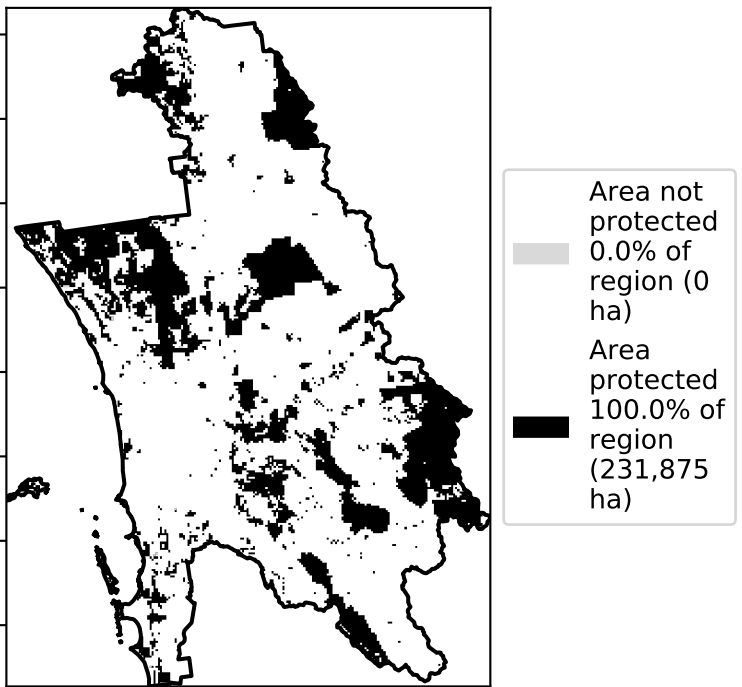 Area not
protected
0.0% of
region (0
ha)
Area
protected
100.0% of
region
(231,875
ha)